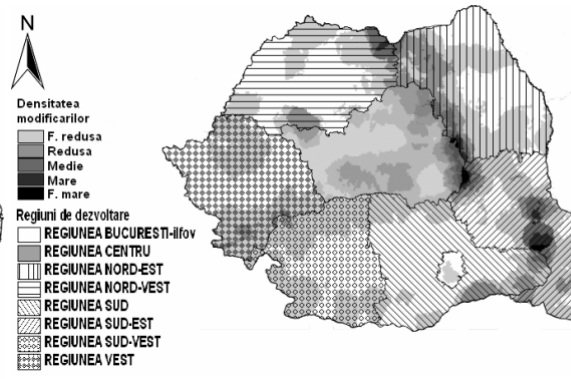 N
Densitatea
modificarilor
F. redusa
Redusa
Medie
Mare
F. mare
Regiuni de dezvoltare
REGIUNEA BUCURESTI-ilfov
REGIUNEA CENTRU
REGIUNEA NORD-EST
REGIUNEA NORD-VEST
REGIUNEA SUD
REGIUNEA SUD-EST
REGIUNEA SUD-VEST
REGIUNEA VEST